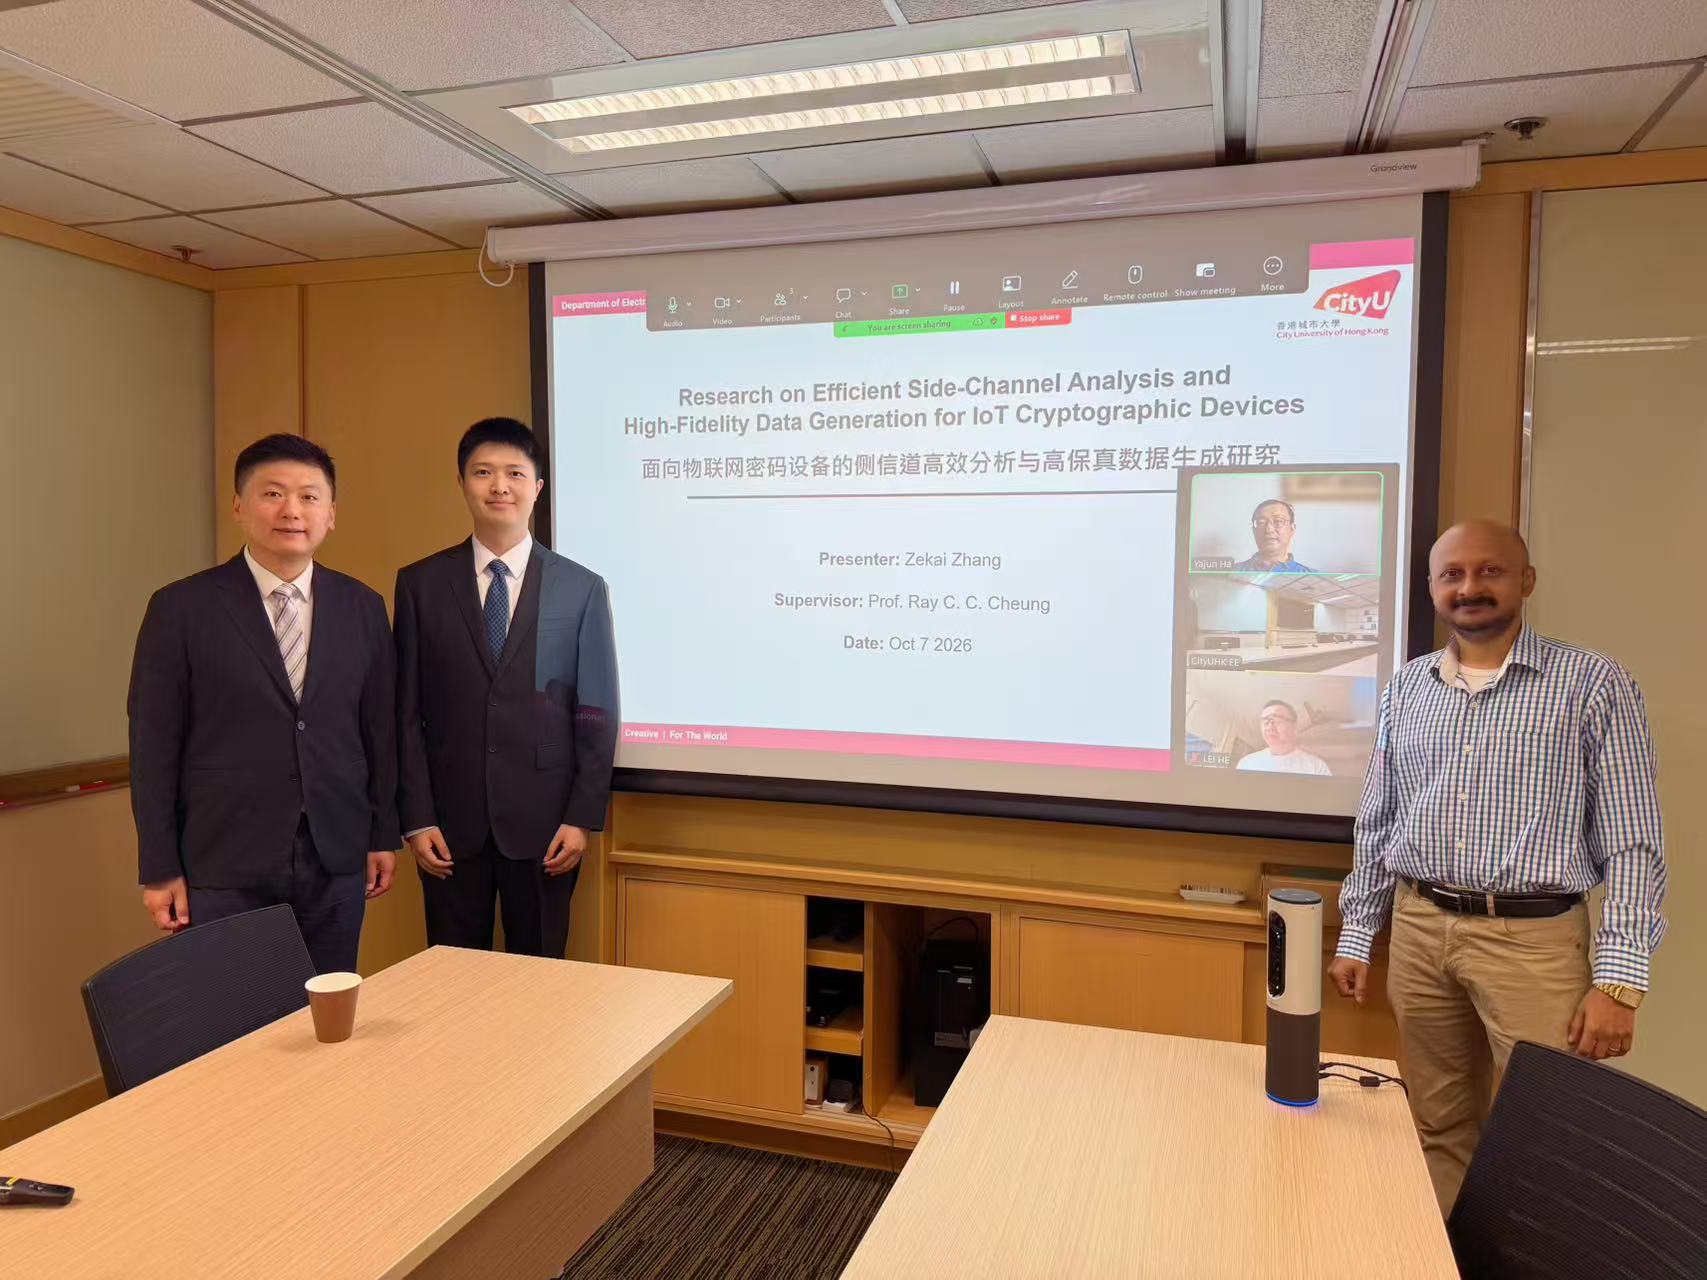 Grandview
Department of Electr
3
Audio
Video
Participants
Chat
Share
Pause
Layout
Annotate
Remote control
Show meeting
More
You are screen sharing
Stop share
CityU
香港城市大學
City University of Hong Kong
Research on Efficient Side-Channel Analysis and
High-Fidelity Data Generation for IoT Cryptographic Devices
面向物联网密码设备的侧信道高效分析与高保真数据生成研究
Presenter: Zekai Zhang
Supervisor: Prof. Ray C. C. Cheung
Date: Oct 7 2026
Yajun Ha
CityUHK EE
LEI HE
Creative | For The World